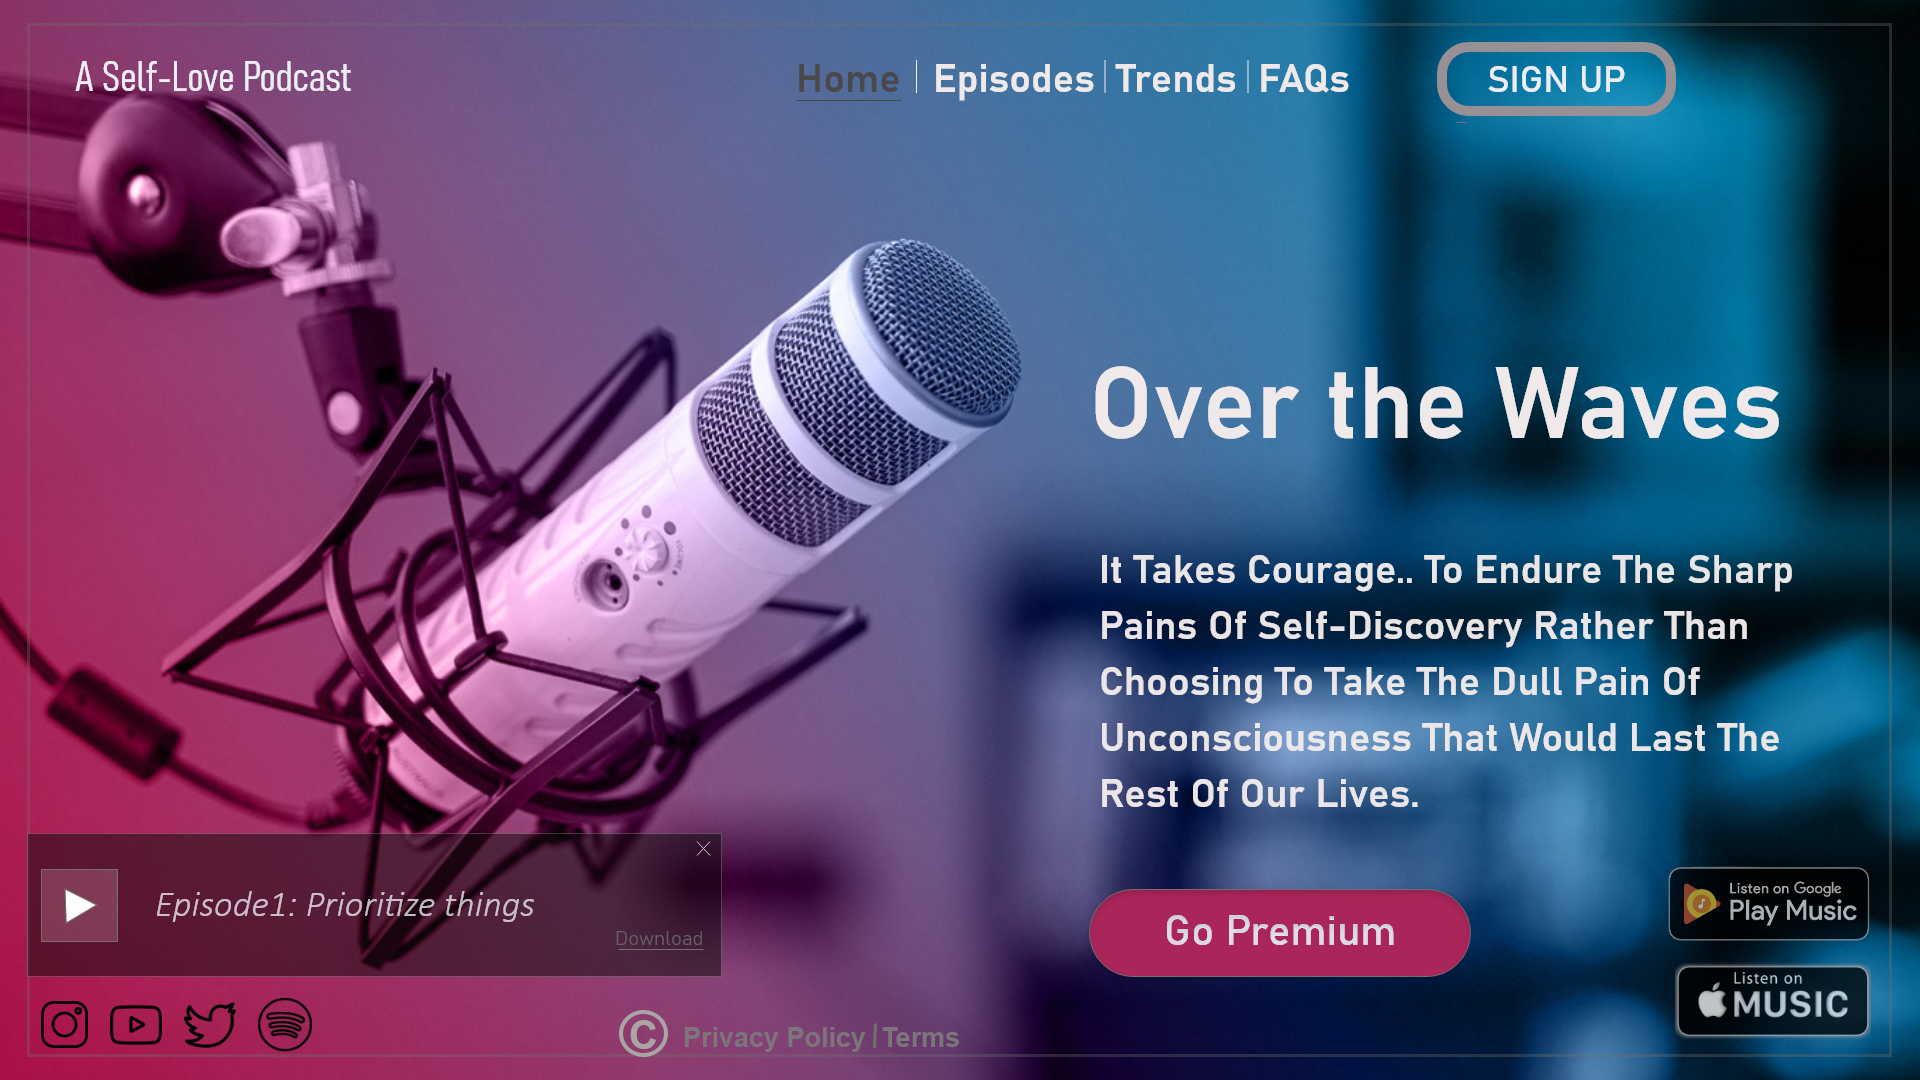 A Self-Love Podcast
Home | Episodes | Trends | FAQs
SIGN UP
Over the Waves
It Takes Courage.. To Endure The Sharp
Pains Of Self-Discovery Rather Than
Choosing To Take The Dull Pain Of
Unconsciousness That Would Last The
Rest Of Our Lives.
Episode1: Prioritize things
Download
Go Premium
Listen on Google
Play Music
Listen on
MUSIC
© Privacy Policy | Terms